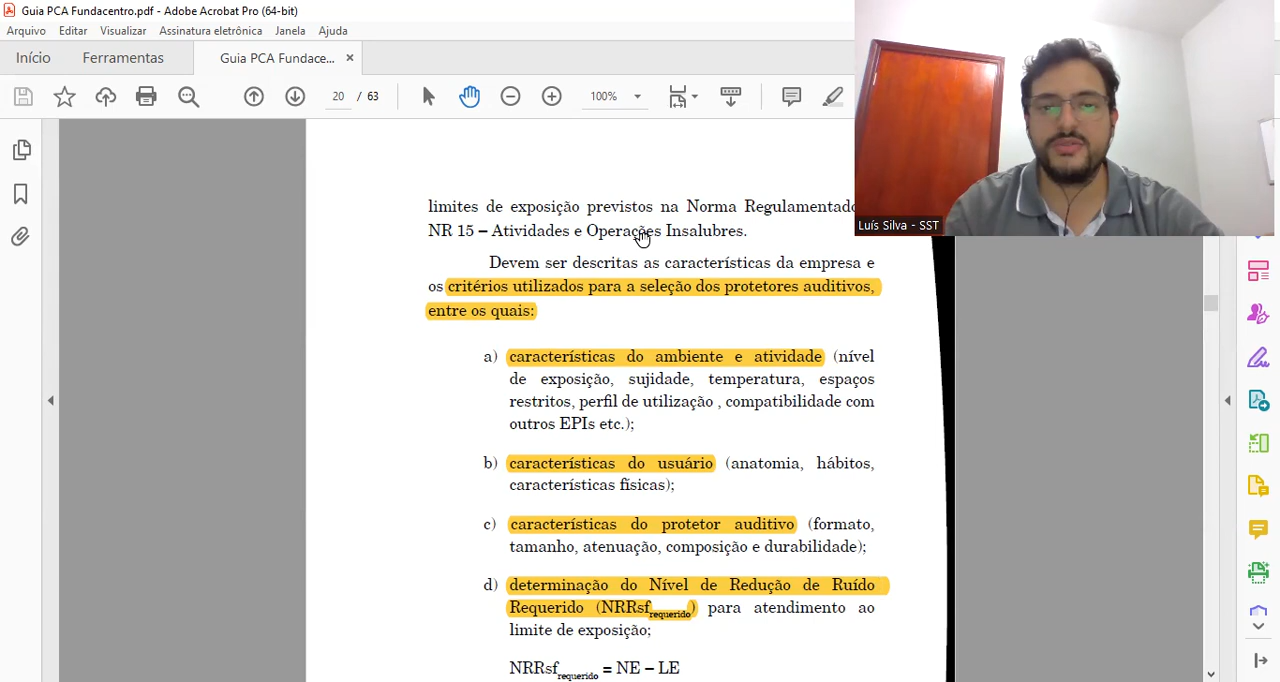 Guia PCA Fundacentro.pdf - Adobe Acrobat Pro (64-bit)
Arquivo Editar Visualizar Assinatura eletrônica Janela Ajuda
Início Ferramentas Guia PCA Fundace... ×
20 / 63 100%
limites de exposição previstos na Norma Regulamentado
NR 15 – Atividades e Operações Insalubres.
Devem ser descritas as características da empresa e
os critérios utilizados para a seleção dos protetores auditivos,
entre os quais:
a) características do ambiente e atividade (nível
de exposição, sujidade, temperatura, espaços
restritos, perfil de utilização , compatibilidade com
outros EPIs etc.);
b) características do usuário (anatomia, hábitos,
características físicas);
c) características do protetor auditivo (formato,
tamanho, atenuação, composição e durabilidade);
d) determinação do Nível de Redução de Ruído
Requerido (NRRsf requerido) para atendimento ao
limite de exposição;
NRRsf requerido = NE – LE
Luís Silva - SST